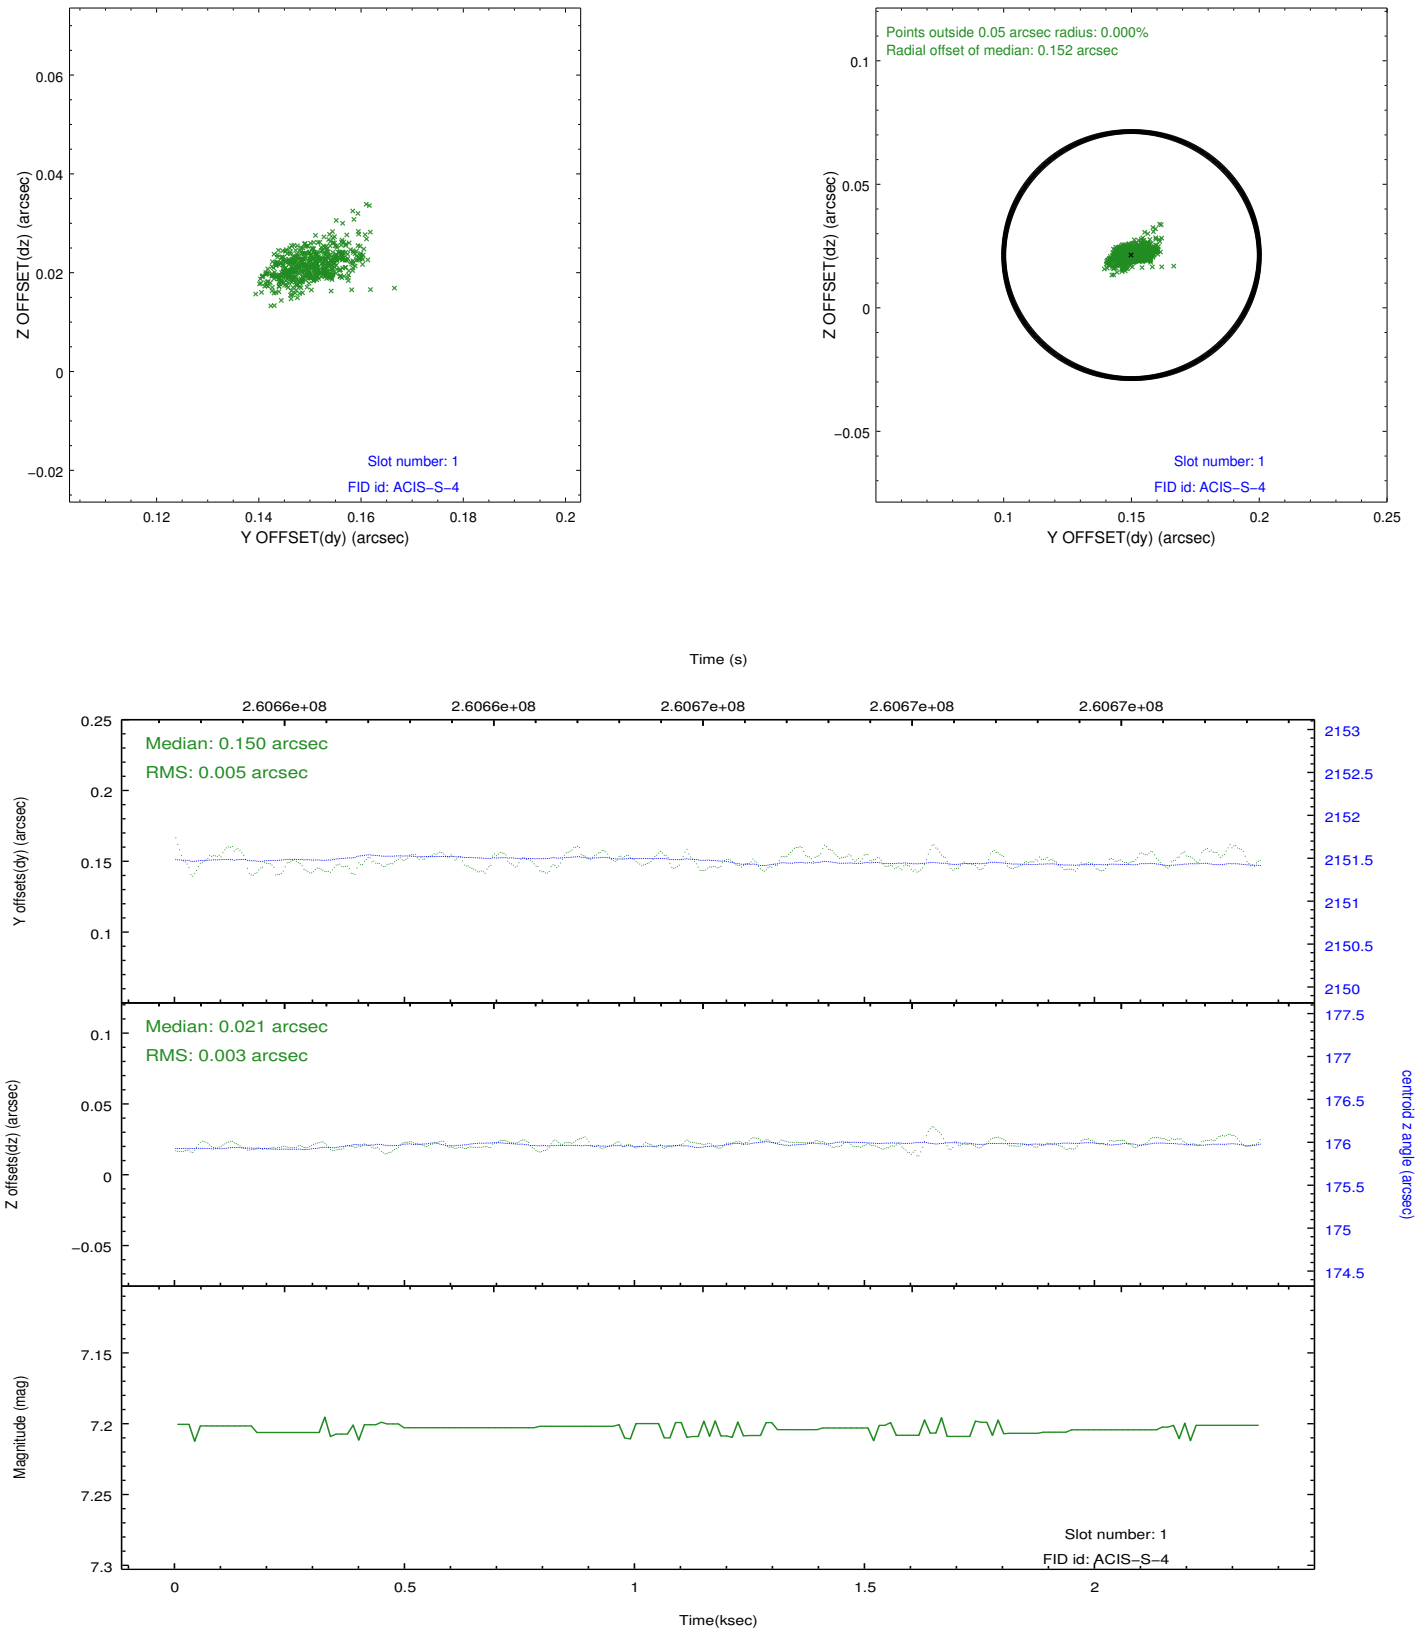 0.06
0.04
0.02
0
−0.02
Z OFFSET(dz) (arcsec)
Slot number: 1
FID id: ACIS−S−4
0.12 0.14 0.16 0.18 0.2
Y OFFSET(dy) (arcsec)
Points outside 0.05 arcsec radius: 0.000%
Radial offset of median: 0.152 arcsec
0.1
0.05
0
−0.05
Z OFFSET(dz) (arcsec)
Slot number: 1
FID id: ACIS−S−4
0.1 0.15 0.2 0.25
Y OFFSET(dy) (arcsec)
Time (s)
2.6066e+08 2.6066e+08 2.6067e+08 2.6067e+08 2.6067e+08
Median: 0.150 arcsec
RMS: 0.005 arcsec
0.25
0.2
0.15
0.1
Y offsets(dy) (arcsec)
2153
2152.5
2152
2151.5
2151
2150.5
2150
Median: 0.021 arcsec
RMS: 0.003 arcsec
0.1
0.05
0
−0.05
Z offsets(dz) (arcsec)
177.5
177
176.5
176
175.5
175
174.5
centroid z angle (arcsec)
7.15
7.2
7.25
7.3
Magnitude (mag)
Slot number: 1
FID id: ACIS−S−4
0 0.5 1 1.5 2
Time(ksec)